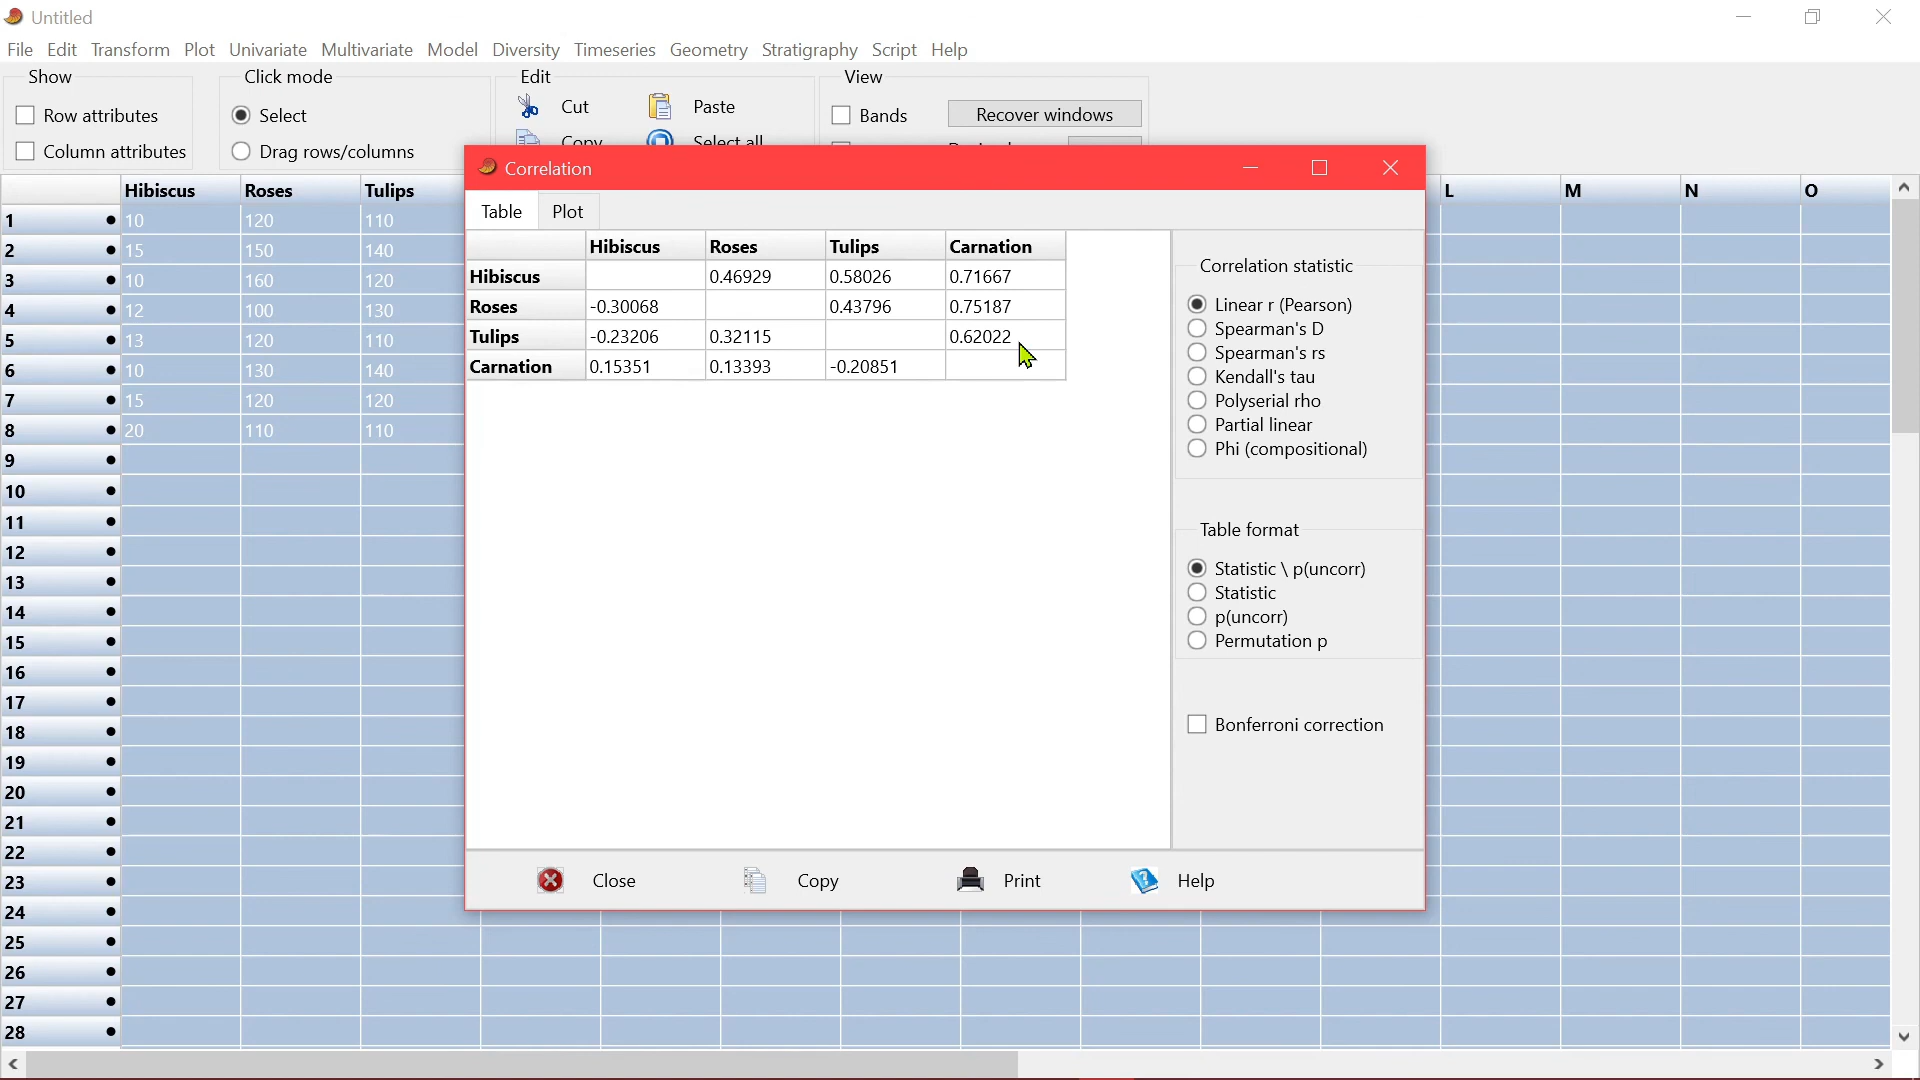 Untitled
File Edit Transform Plot Univariate Multivariate Model Diversity Timeseries Geometry Stratigraphy Script Help
Show Click mode Edit View
Row attributes Select Cut Paste Bands Recover windows
Column attributes Drag rows/columns Copy Select all
Correlation
Hibiscus Roses Tulips L M N O
1 10 120 110
2 15 150 140
3 10 160 120
4 12 100 130
5 13 120 110
6 10 130 140
7 15 120 120
8 20 110 110
9
10
11
12
13
14
15
16
17
18
19
20
21
22
23
24
25
26
27
28
Table Plot
Hibiscus Roses Tulips Carnation
Hibiscus 0.46929 0.58026 0.71667
Roses -0.30068 0.43796 0.75187
Tulips -0.23206 0.32115 0.62022
Carnation 0.15351 0.13393 -0.20851
Correlation statistic
Linear r (Pearson)
Spearman's D
Spearman's rs
Kendall's tau
Polyserial rho
Partial linear
Phi (compositional)
Table format
Statistic \ p(uncorr)
Statistic
p(uncorr)
Permutation p
Bonferroni correction
Close Copy Print Help